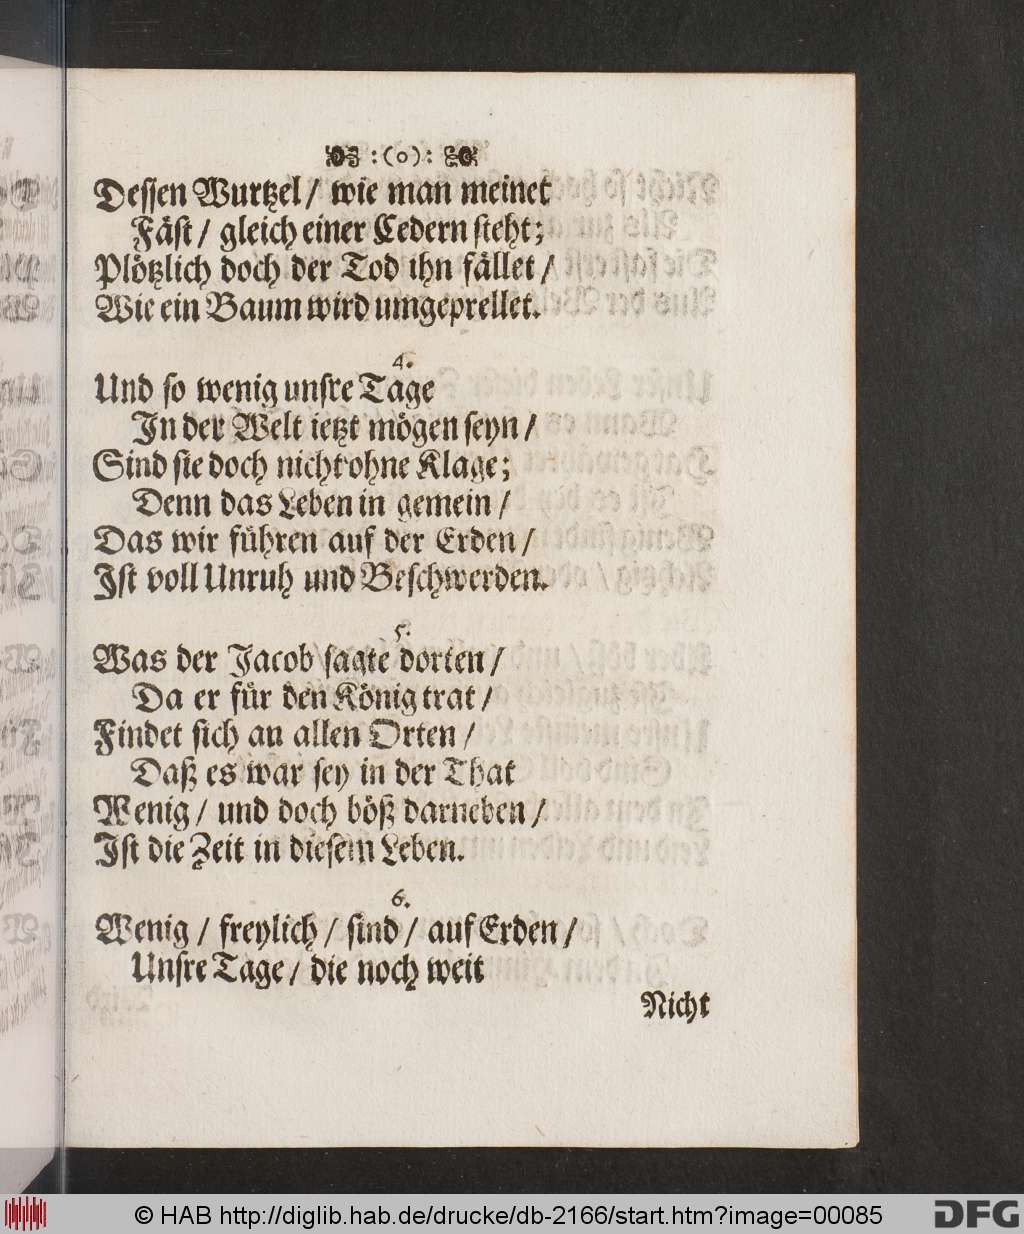 :(o):
Dessen Wurtzel / wie man meinet
Fäst / gleich einer Cedern steht;
Plötzlich doch der Tod ihn fället /
Wie ein Baum wird umgeprellet.
4.
Und so wenig unsre Tage
In der Welt ietzt mögen seyn /
Sind sie doch nicht ohne Klage;
Denn das Leben in gemein /
Das wir führen auf der Erden /
Ist voll Unruh und Beschwerden.
5.
Was der Jacob sagte dorten /
Da er für den König trat /
Findet sich an allen Orten /
Daß es war sey in der That
Wenig / und doch böß darneben /
Ist die Zeit in diesem Leben.
6.
Wenig / freylich / sind / auf Erden /
Unsre Tage / die noch weit
Nicht
© HAB http://diglib.hab.de/drucke/db-2166/start.htm?image=00085
DFG